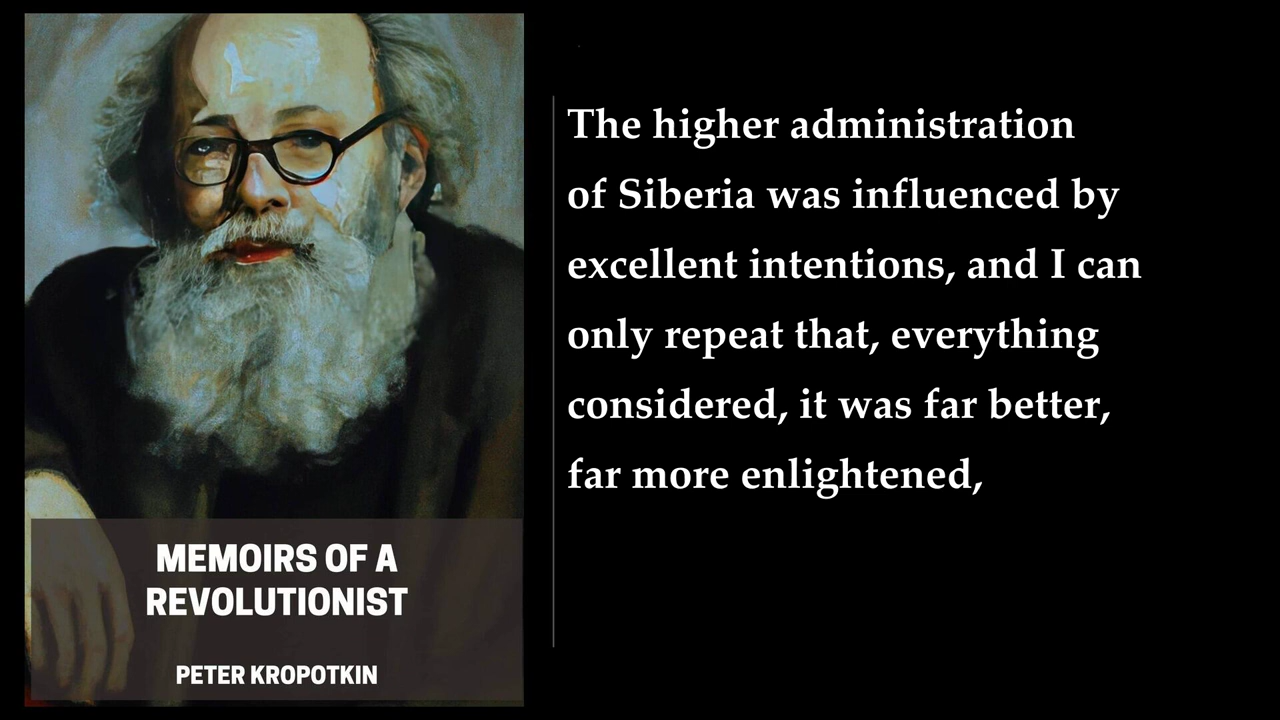 The higher administration
of Siberia was influenced by
excellent intentions, and I can
only repeat that, everything
considered, it was far better,
far more enlightened,
MEMOIRS OF A
REVOLUTIONIST
PETER KROPOTKIN